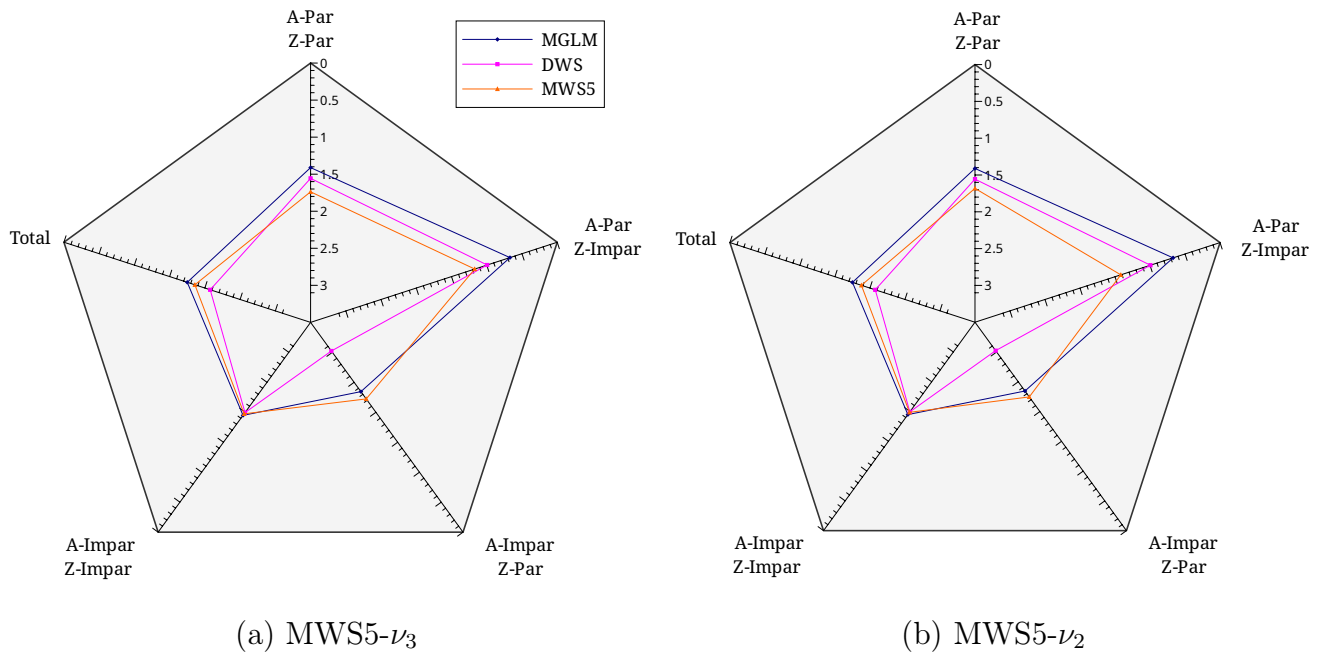 A-Par
Z-Par
MGLM
DWS
MWS5
0
0.5
1
1.5
2
2.5
3
Total
A-Par
Z-Impar
A-Impar
Z-Impar
A-Impar
Z-Par
(a) MWS5-ν₃
A-Par
Z-Par
0
0.5
1
1.5
2
2.5
3
Total
A-Par
Z-Impar
A-Impar
Z-Impar
A-Impar
Z-Par
(b) MWS5-ν₂